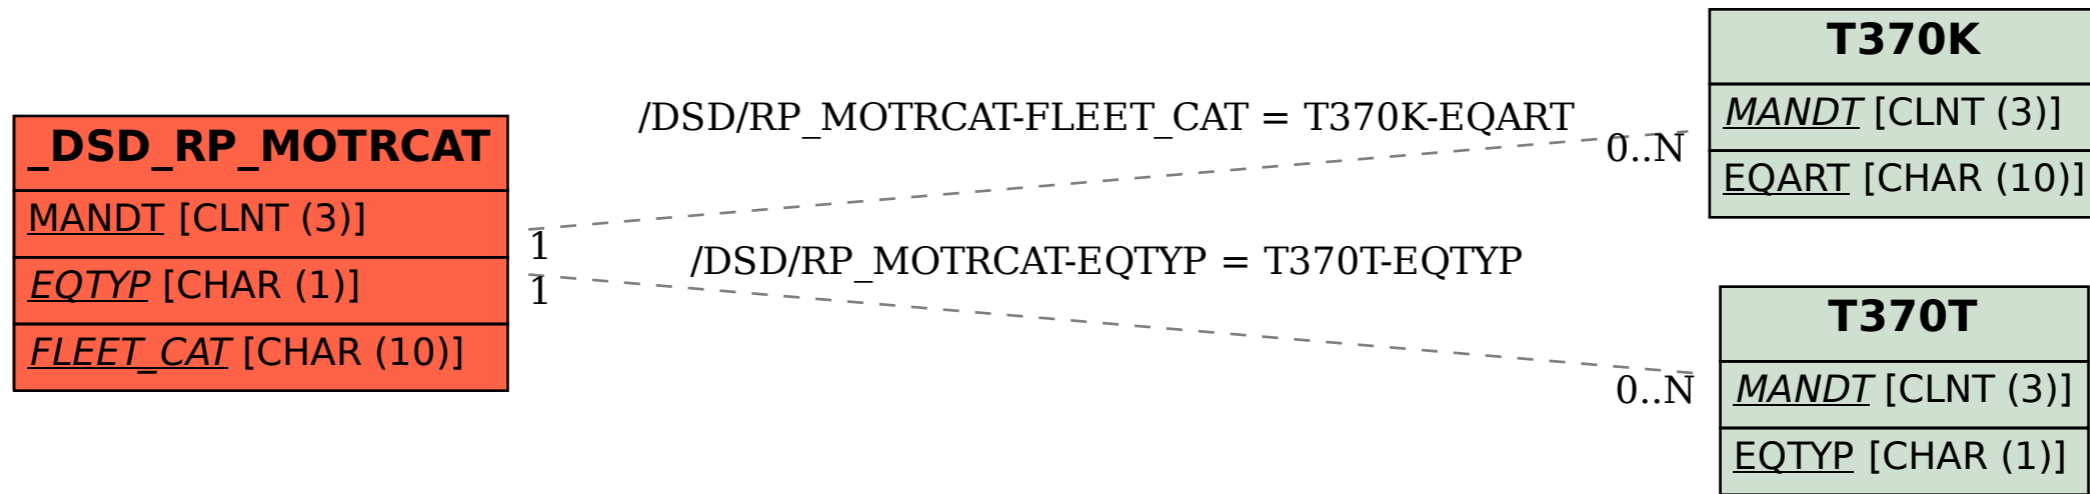 _DSD_RP_MOTRCAT
MANDT [CLNT (3)]
EQTYP [CHAR (1)]
FLEET_CAT [CHAR (10)]
/DSD/RP_MOTRCAT-FLEET_CAT = T370K-EQART
1
0..N
/DSD/RP_MOTRCAT-EQTYP = T370T-EQTYP
1
0..N
T370K
MANDT [CLNT (3)]
EQART [CHAR (10)]
T370T
MANDT [CLNT (3)]
EQTYP [CHAR (1)]